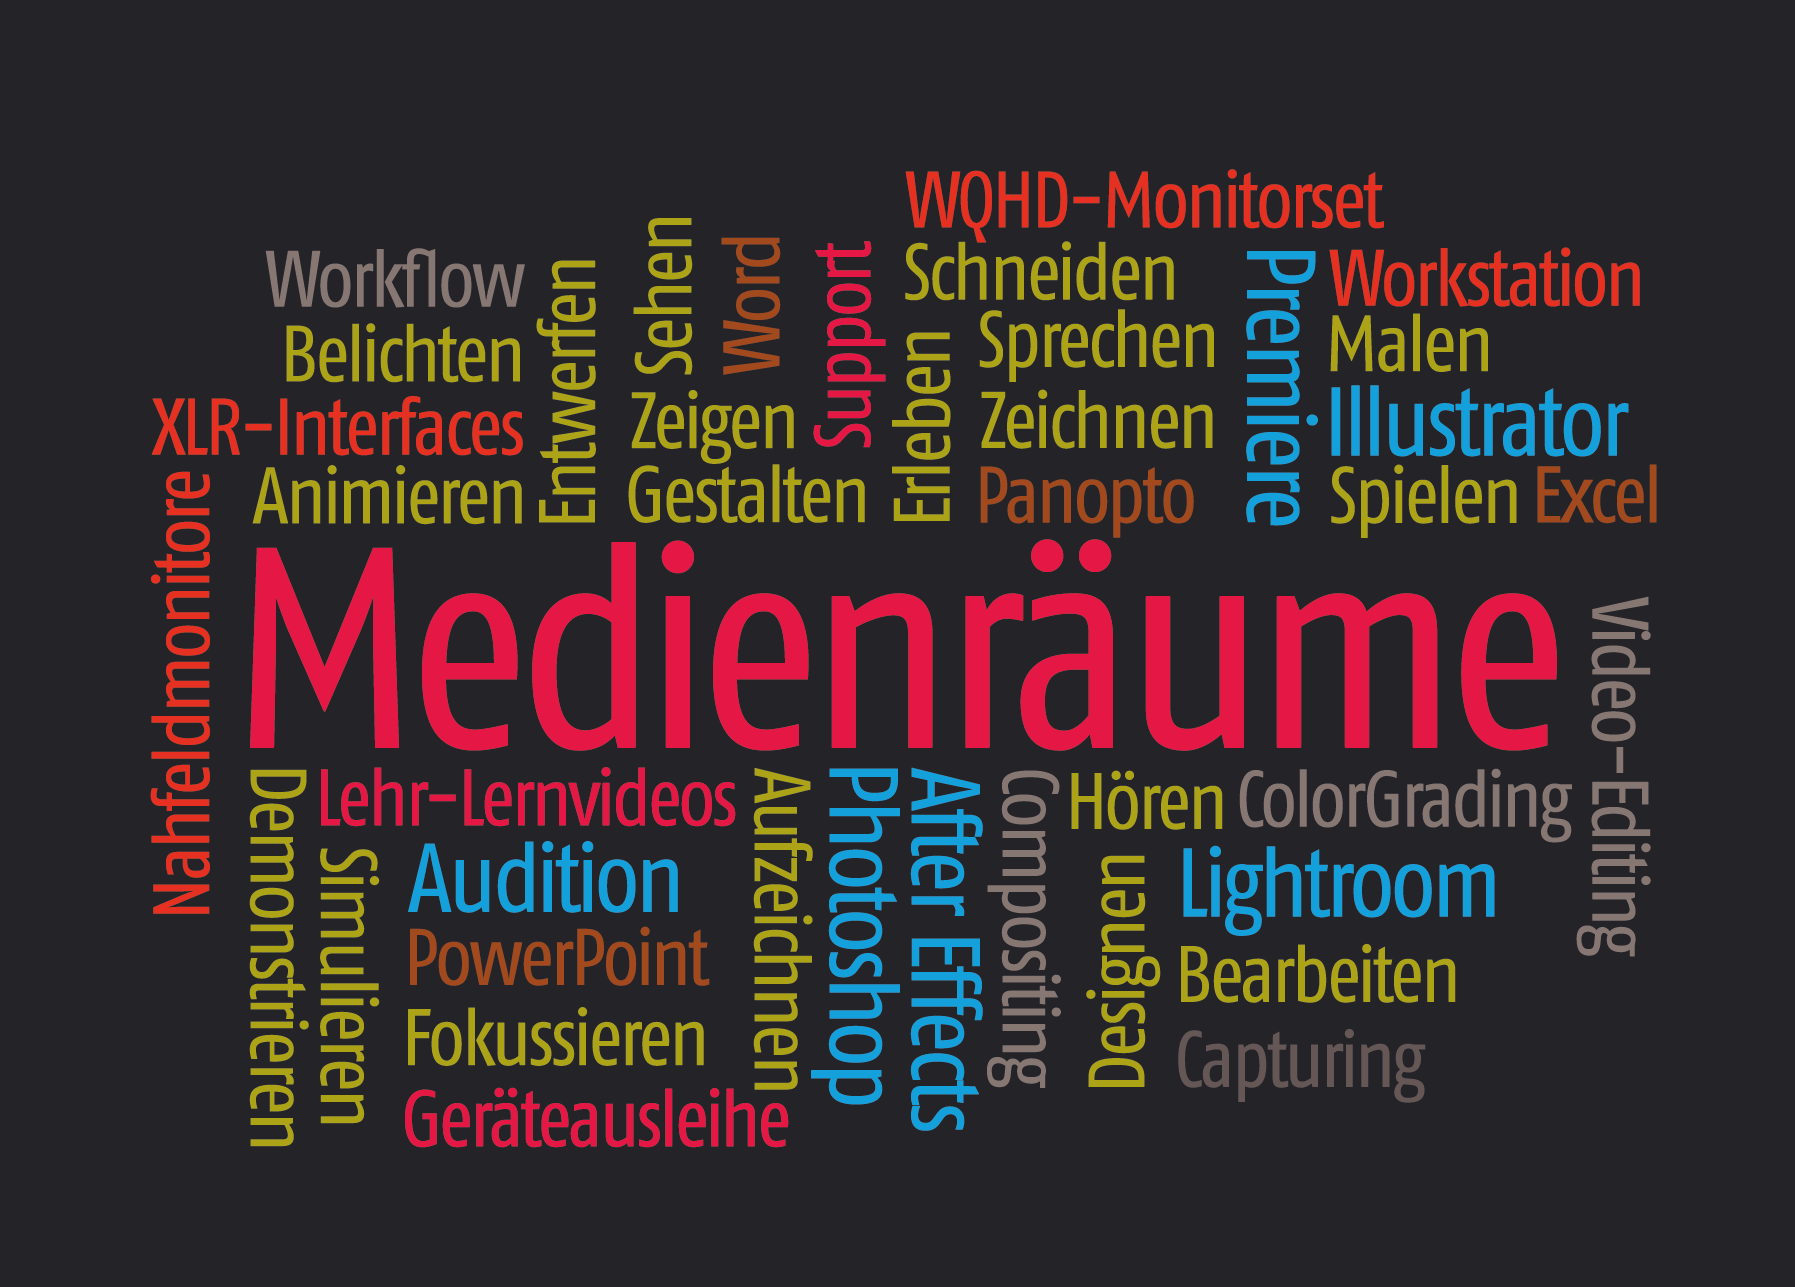 WQHD-Monitorset
Workflow
Belichten
XLR-Interfaces
Animieren
Entwerfen
Sehen
Word
Zeigen
Gestalten
Support
Schneiden
Erleben
Sprechen
Zeichnen
Panopto
Premiere
Workstation
Malen
Illustrator
Spielen
Excel
Nahfeldmonitore
Medienräume
Video-Editing
Demonstrieren
Lehr-Lernvideos
Simulieren
Audition
PowerPoint
Fokussieren
Geräteausleihe
Aufzeichnen
Photoshop
After Effects
Compositing
Hören
ColorGrading
Designen
Lightroom
Bearbeiten
Capturing